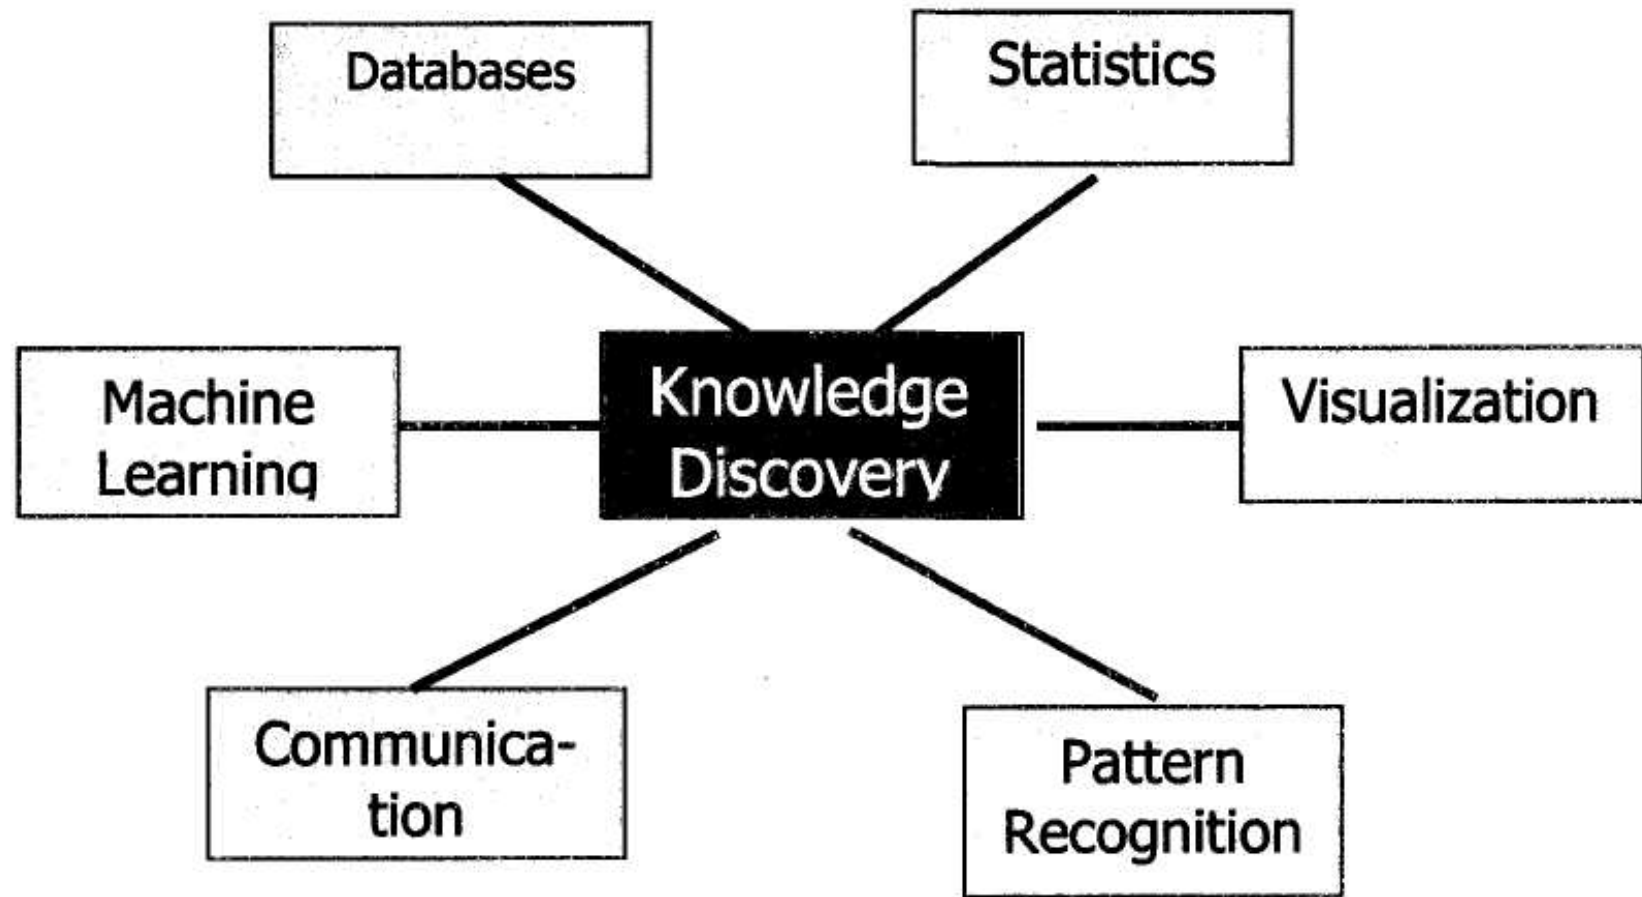 Databases
Statistics
Machine
Learning
Knowledge
Discovery
Visualization
Communica-
tion
Pattern
Recognition